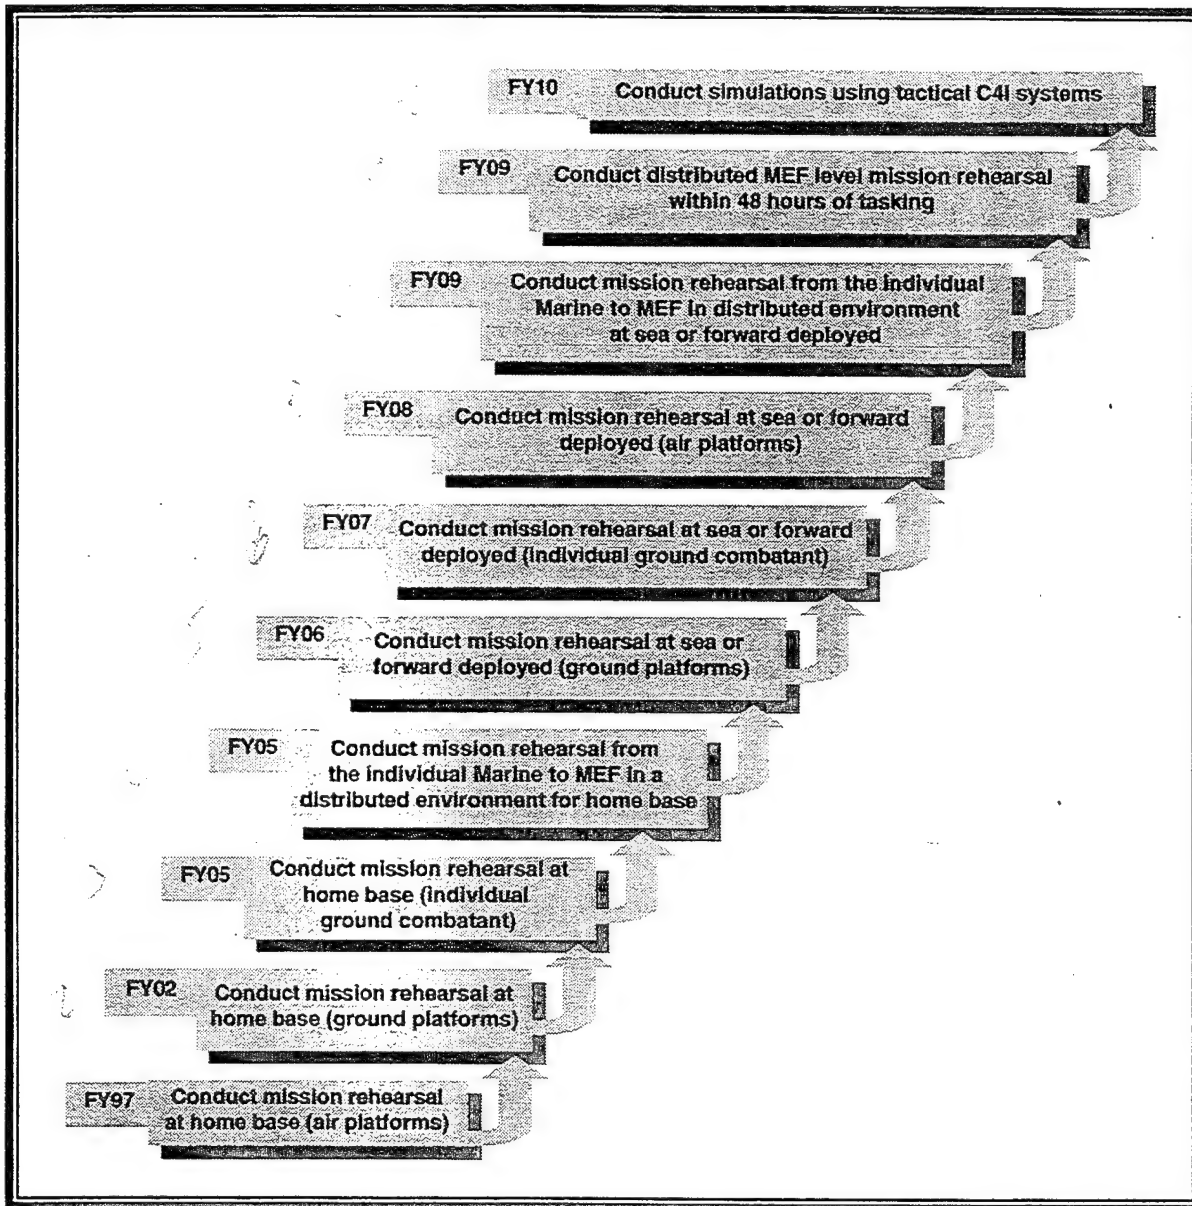 FY10
Conduct simulations using tactical C4I systems
FY09
Conduct distributed MEF level mission rehearsal
within 48 hours of tasking
FY09
Conduct mission rehearsal from the individual
Marine to MEF in distributed environment
at sea or forward deployed
FY08
Conduct mission rehearsal at sea or forward
deployed (air platforms)
FY07
Conduct mission rehearsal at sea or forward
deployed (individual ground combatant)
FY06
Conduct mission rehearsal at sea or
forward deployed (ground platforms)
FY05
Conduct mission rehearsal from
the individual Marine to MEF in a
distributed environment for home base
FY05
Conduct mission rehearsal at
home base (individual
ground combatant)
FY02
Conduct mission rehearsal at
home base (ground platforms)
FY97
Conduct mission rehearsal
at home base (air platforms)